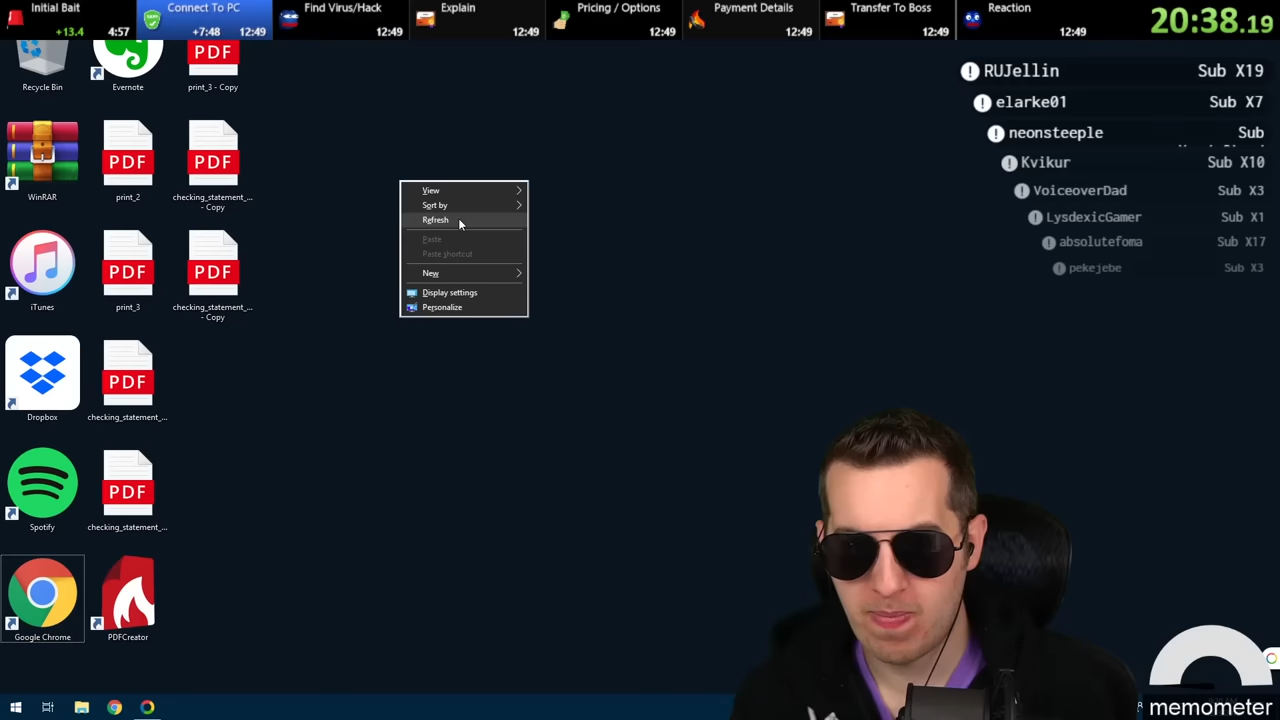 Initial Bait
+13.4 4:57
Connect To PC
+7:48 12:49
Find Virus/Hack
12:49
Explain
12:49
Pricing / Options
12:49
Payment Details
12:49
Transfer To Boss
12:49
Reaction
12:49
20:38.19
RUJellin Sub X19
elarke01 Sub X7
neonsteeple Sub
Kvikur Sub X10
VoiceoverDad Sub X3
LysdexicGamer Sub X1
absolutefoma Sub X17
pekejebe Sub X3
Recycle Bin
Evernote
PDF
print_3 - Copy
WinRAR
PDF
print_2
PDF
checking_statement_...
- Copy
iTunes
PDF
print_3
PDF
checking_statement_...
- Copy
Dropbox
PDF
checking_statement_...
Spotify
PDF
checking_statement_...
Google Chrome
PDFCreator
View
Sort by
Refresh
Paste
Paste shortcut
New
Display settings
Personalize
memometer